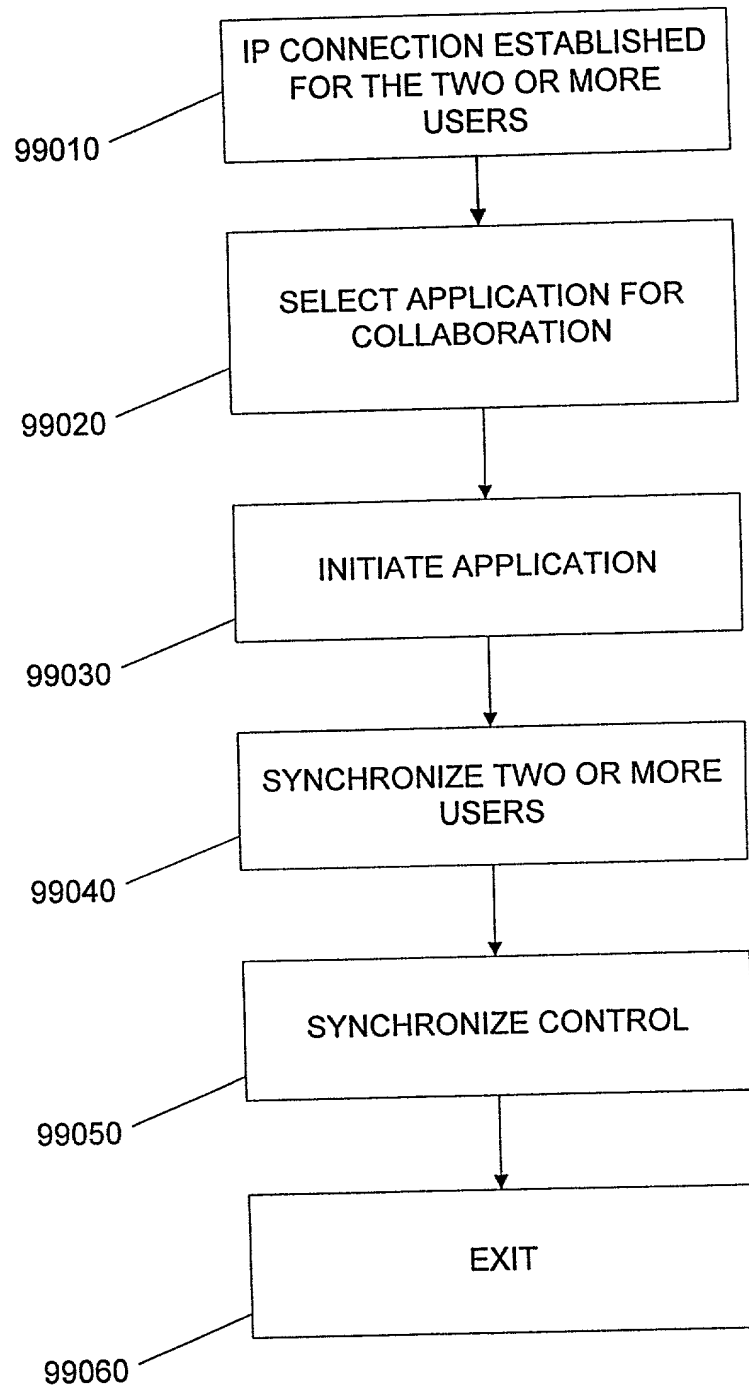 IP CONNECTION ESTABLISHED
FOR THE TWO OR MORE
USERS
99010
SELECT APPLICATION FOR
COLLABORATION
99020
INITIATE APPLICATION
99030
SYNCHRONIZE TWO OR MORE
USERS
99040
SYNCHRONIZE CONTROL
99050
EXIT
99060